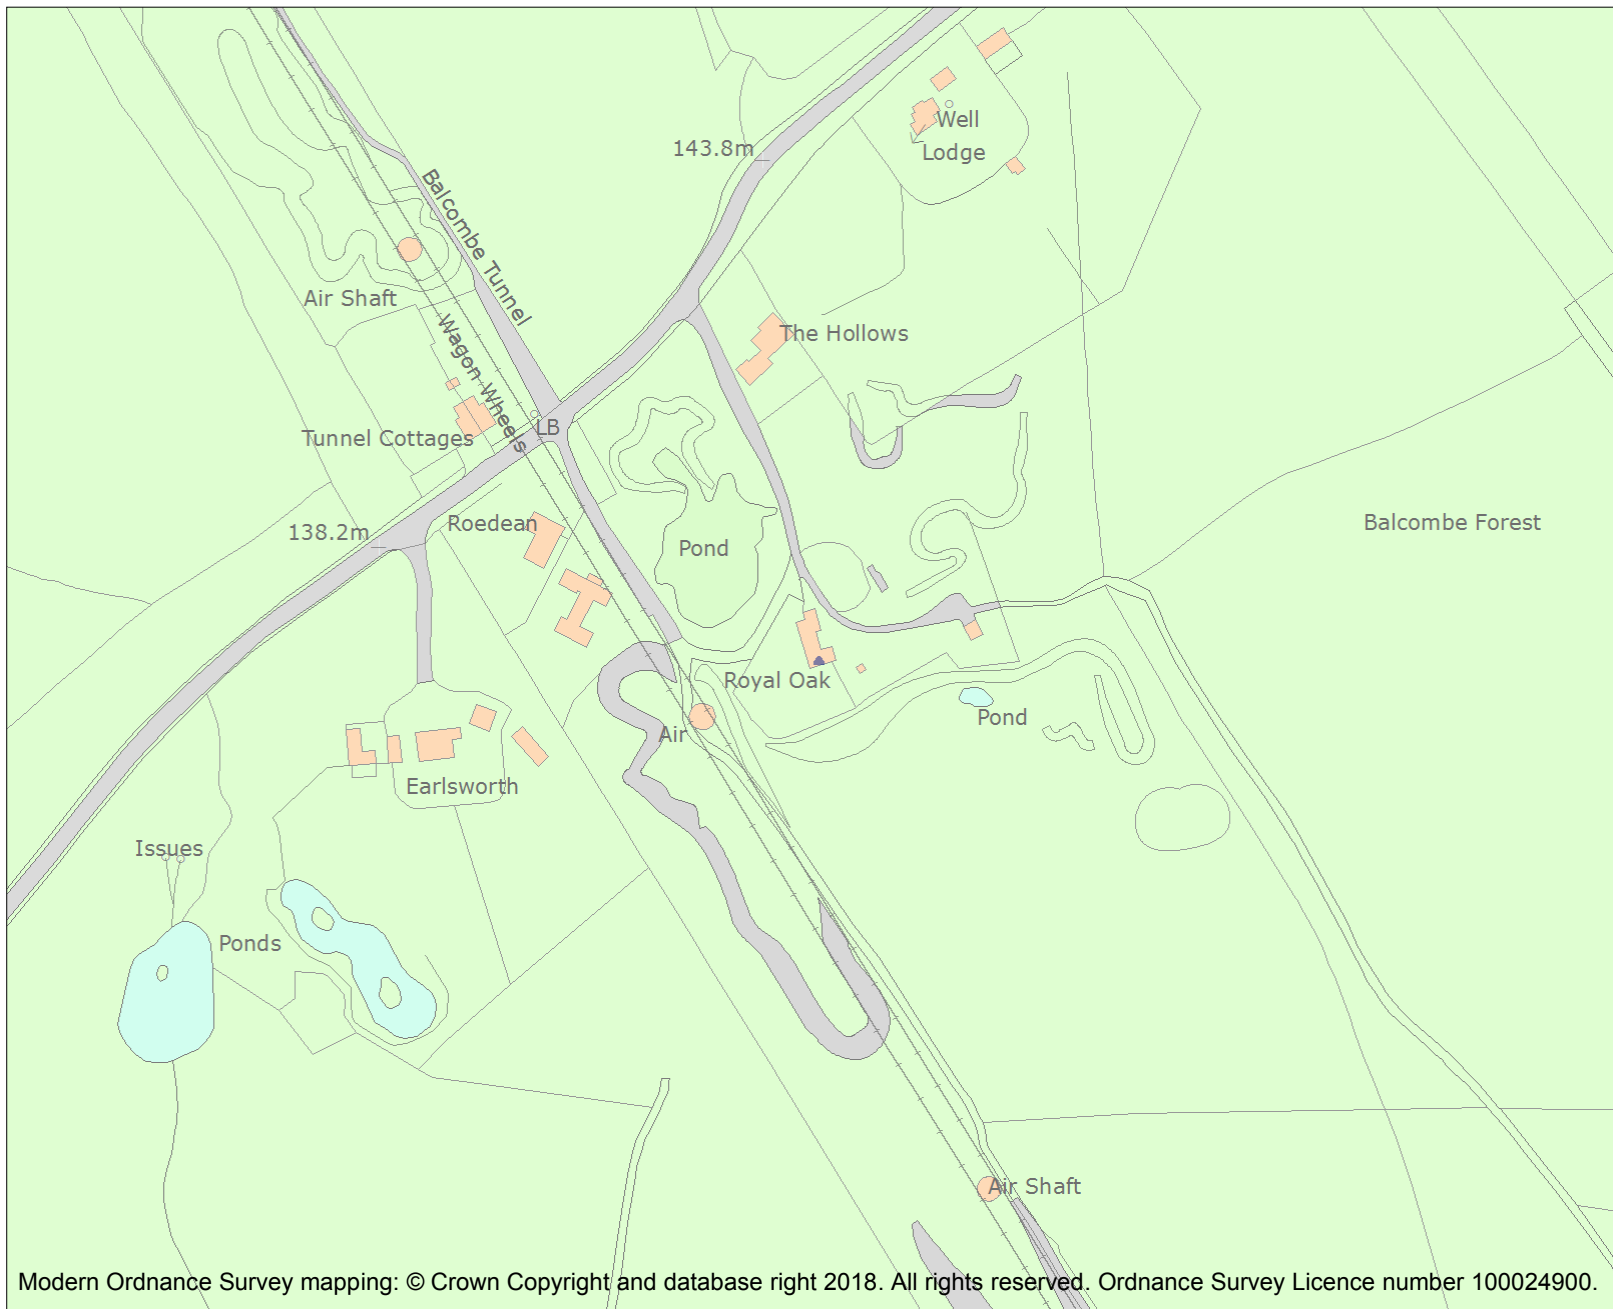 143.8m
Well
Lodge
Balcombe Tunnel
Air Shaft
Wagon Wheels
The Hollows
Tunnel Cottages
LB
138.2m
Roedean
Pond
Balcombe Forest
Royal Oak
Pond
Air
Earlsworth
Issues
Ponds
Air Shaft
Modern Ordnance Survey mapping: © Crown Copyright and database right 2018. All rights reserved. Ordnance Survey Licence number 100024900.